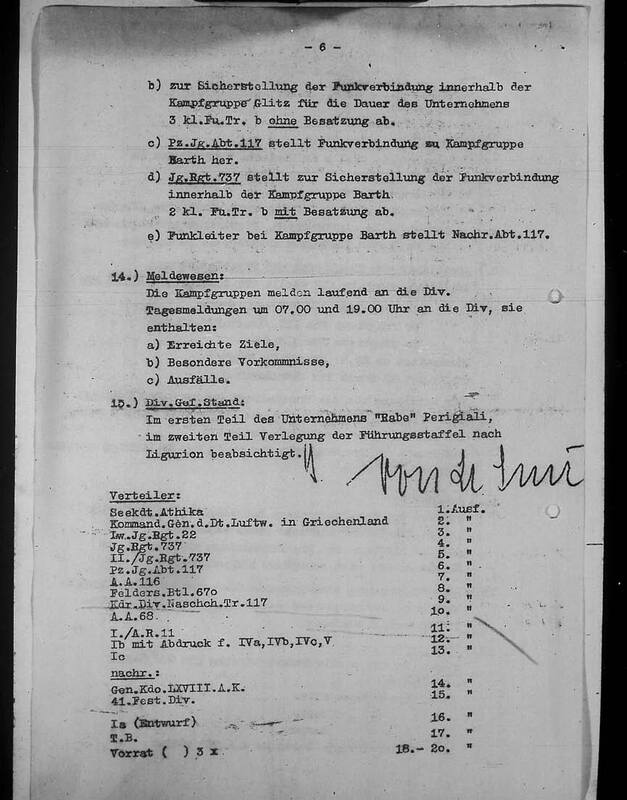 - 6 -
b) zur Sicherstellung der Funkverbindung innerhalb der
Kampfgruppe Glitz für die Dauer des Unternehmens
3 kl.Fu.Tr. b ohne Besatzung ab.
c) Pz.Jg.Abt.117 stellt Funkverbindung zu Kampfgruppe
Barth her.
d) Jg.Rgt.737 stellt zur Sicherstellung der Funkverbindung
innerhalb der Kampfgruppe Barth
2 kl. Fu.Tr. b mit Besatzung ab.
e) Funkleiter bei Kampfgruppe Barth stellt Nachr.Abt.117.
14.) Meldewesen:
Die Kampfgruppen melden laufend an die Div.
Tagesmeldungen um 07.00 und 19.00 Uhr an die Div, sie
enthalten:
a) Erreichte Ziele,
b) Besondere Vorkommnisse,
c) Ausfälle.
15.) Div.Gef.Stand:
Im ersten Teil des Unternehmens "Rabe" Perigiali,
im zweiten Teil Verlegung der Führungsstaffel nach
Ligurion beabsichtigt.
von Le Suire
Verteiler:
Seekdt.Athika 1.Ausf.
Kommand.Gen.d.Dt.Luftw. in Griechenland 2. "
Lw.Jg.Rgt.22 3. "
Jg.Rgt.737 4. "
II./Jg.Rgt.737 5. "
Pz.Jg.Abt.117 6. "
A.A.116 7. "
Felders.Btl.67o 8. "
Kdr.Div.Naschch.Tr.117 9. "
A.A.68. 1o. "
I./A.R.11 11. "
Ib mit Abdruck f. IVa,IVb,IVc,V 12. "
Ic 13. "
nachr.:
Gen.Kdo.LXVIII.A.K. 14. "
41.Fest.Div. 15. "
Ia (Entwurf) 16. "
T.B. 17. "
Vorrat ( ) 3 x 18.- 2o. "